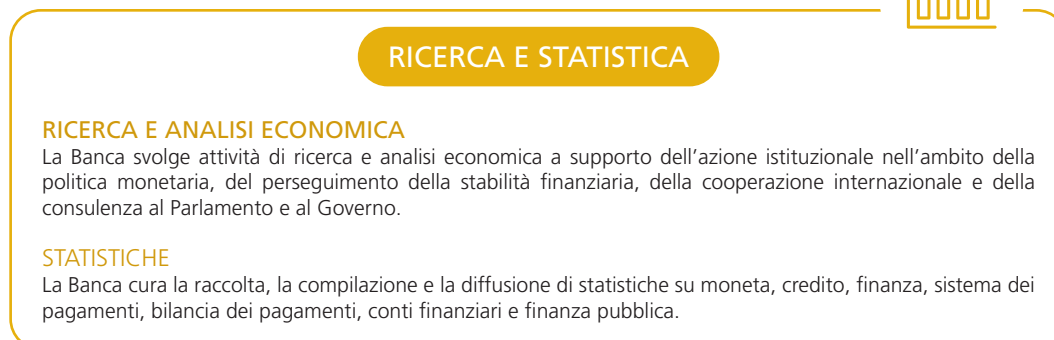 RICERCA E STATISTICA
RICERCA E ANALISI ECONOMICA
La Banca svolge attività di ricerca e analisi economica a supporto dell’azione istituzionale nell’ambito della
politica monetaria, del perseguimento della stabilità finanziaria, della cooperazione internazionale e della
consulenza al Parlamento e al Governo.
STATISTICHE
La Banca cura la raccolta, la compilazione e la diffusione di statistiche su moneta, credito, finanza, sistema dei
pagamenti, bilancia dei pagamenti, conti finanziari e finanza pubblica.